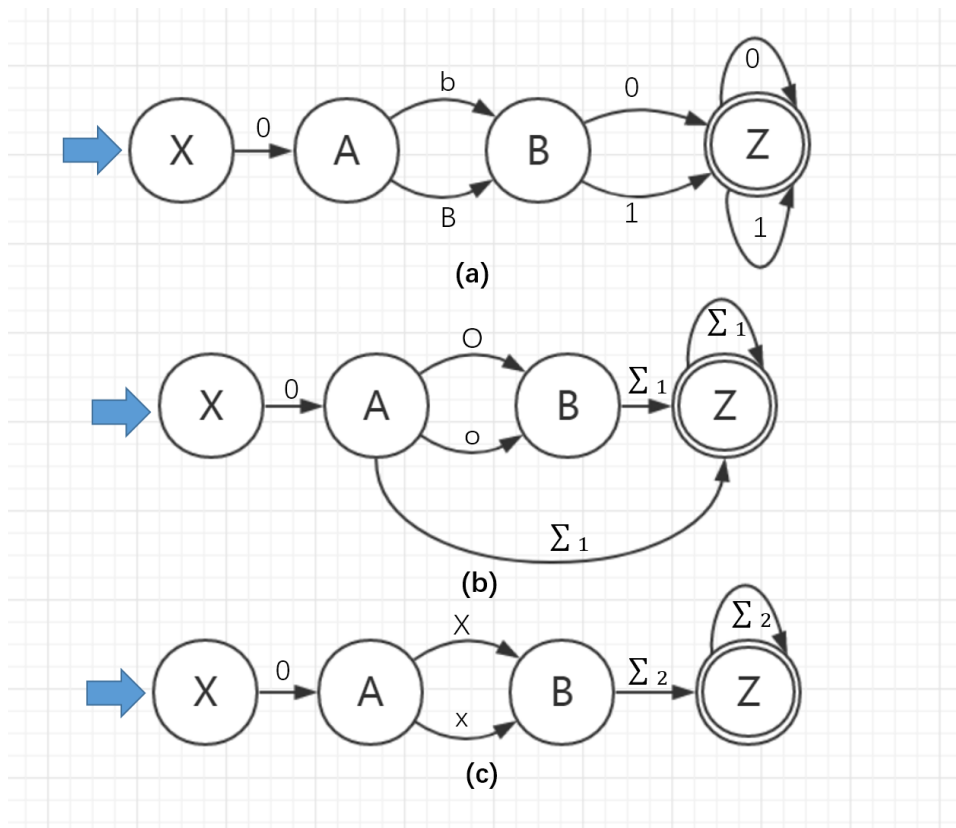 b 0 0
0
X A B Z
B 1 1
(a)
O Σ 1
0 Σ 1
X A B Z
o
Σ 1
(b)
X Σ 2
0 Σ 2
X A B Z
x
(c)